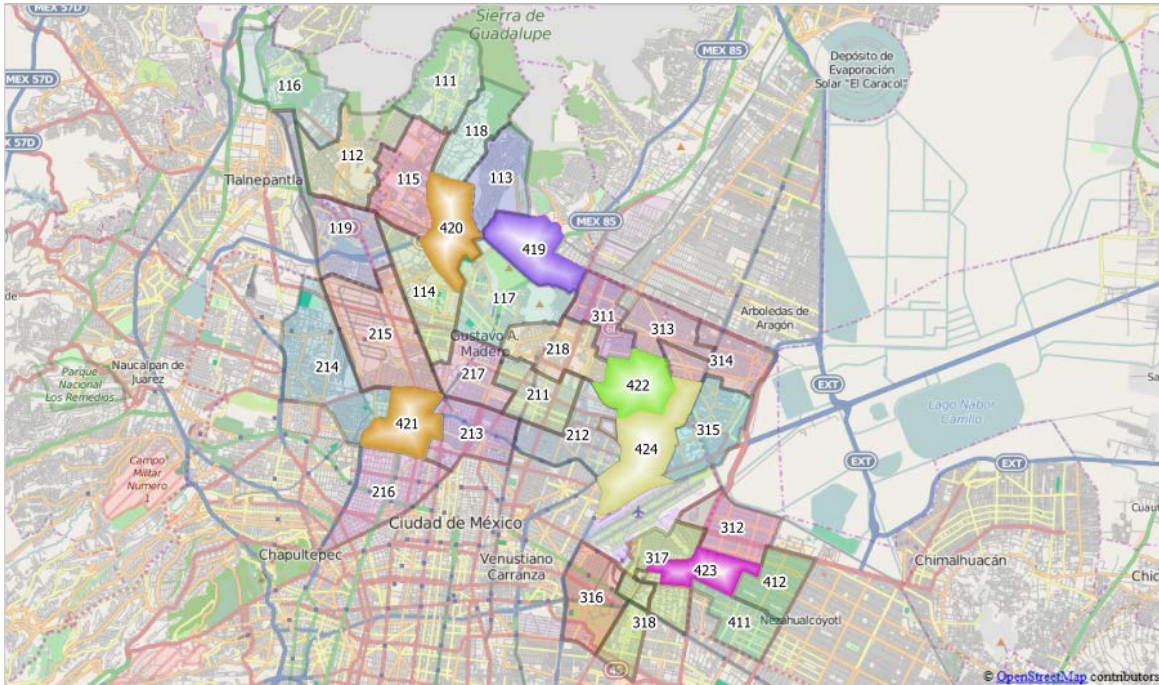 MEX 57D
MEX 57D
Sierra de
Guadalupe
MEX 85
Depósito de
Evaporación
Solar "El Caracol"
116
111
MEX 57D
118
112
115
113
Tlalnepantla
119
420
419
MEX 85
114
117
311
313
Arboledas de
Aragón
215
Gustavo A.
Madero
218
314
214
Naucalpan de
Juarez
217
422
EXT
Parque
Nacional
Los Remedios
211
421
213
212
424
315
Lago Nabor
Carrillo
Campo
Militar
Numero
1
EXT
EXT
216
Ciudad de México
312
Chapultepec
Venustiano
Carranza
317
423
412
Chimalhuacán
316
318
411
Nezahualcóyotl
© OpenStreetMap contributors